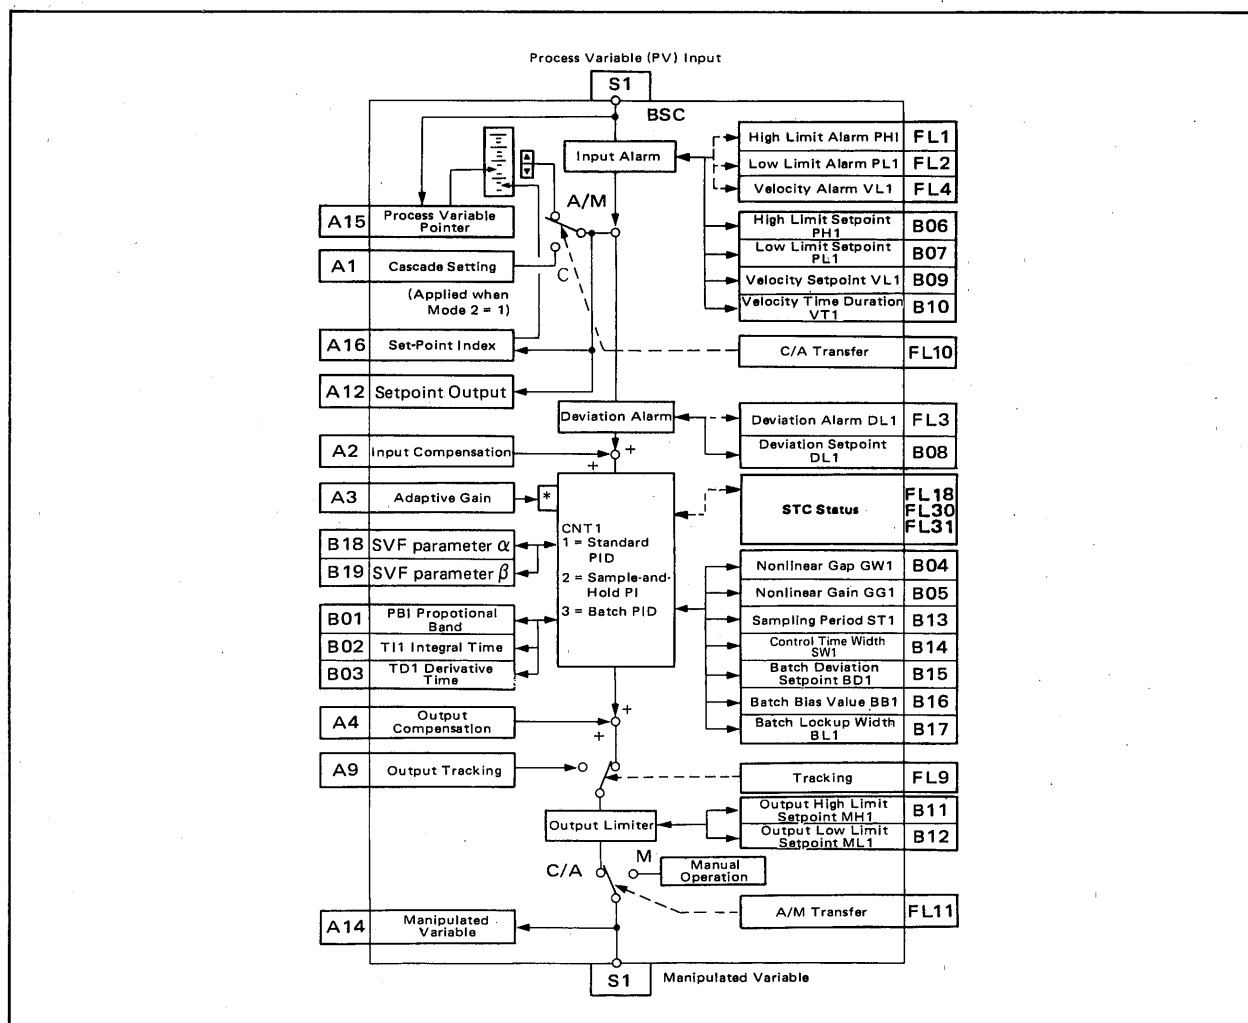 Process Variable (PV) Input
S1
BSC
Input Alarm
High Limit Alarm PHI FL1
Low Limit Alarm PL1 FL2
Velocity Alarm VL1 FL4
A/M
A15 Process Variable
Pointer
High Limit Setpoint
PH1 B06
Low Limit Setpoint
PL1 B07
A1 Cascade Setting
C
Velocity Setpoint VL1 B09
(Applied when
Mode 2 = 1)
Velocity Time Duration
VT1 B10
A16 Set-Point Index
C/A Transfer FL10
A12 Setpoint Output
Deviation Alarm
Deviation Alarm DL1 FL3
Deviation Setpoint
DL1 B08
A2 Input Compensation
+
+
A3 Adaptive Gain
*
STC Status
FL18
FL30
FL31
CNT1
1 = Standard
PID
2 = Sample-and-
Hold PI
3 = Batch PID
B18 SVF parameter α
B19 SVF parameter β
Nonlinear Gap GW1 B04
Nonlinear Gain GG1 B05
B01 PBI Propotional
Band
Sampling Period ST1 B13
B02 TI1 Integral Time
Control Time Width
SW1 B14
B03 TD1 Derivative
Time
Batch Deviation
Setpoint BD1 B15
Batch Bias Value BB1 B16
Batch Lockup Width
BL1 B17
A4 Output
Compensation
+
+
A9 Output Tracking
Tracking FL9
Output Limiter
Output High Limit
Setpoint MH1 B11
Output Low Limit
Setpoint ML1 B12
C/A
M
Manual
Operation
A/M Transfer FL11
A14 Manipulated
Variable
S1
Manipulated Variable